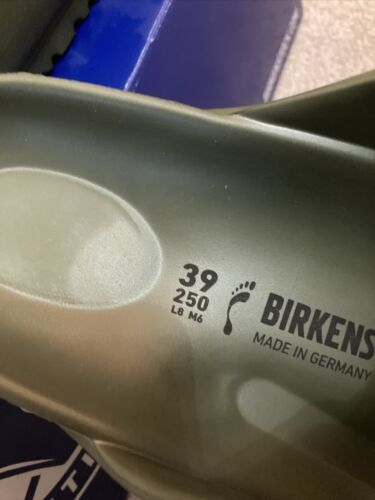 39
250
L8 M6
BIRKENS
MADE IN GERMANY